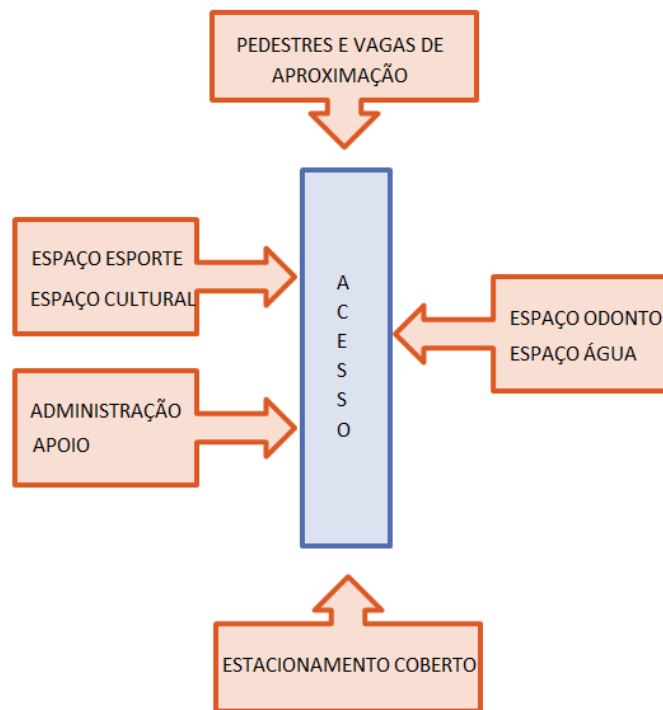 PEDESTRES E VAGAS DE
APROXIMAÇÃO
ESPAÇO ESPORTE
ESPAÇO CULTURAL
ADMINISTRAÇÃO
APOIO
A
C
E
S
S
O
ESPAÇO ODONTO
ESPAÇO ÁGUA
ESTACIONAMENTO COBERTO